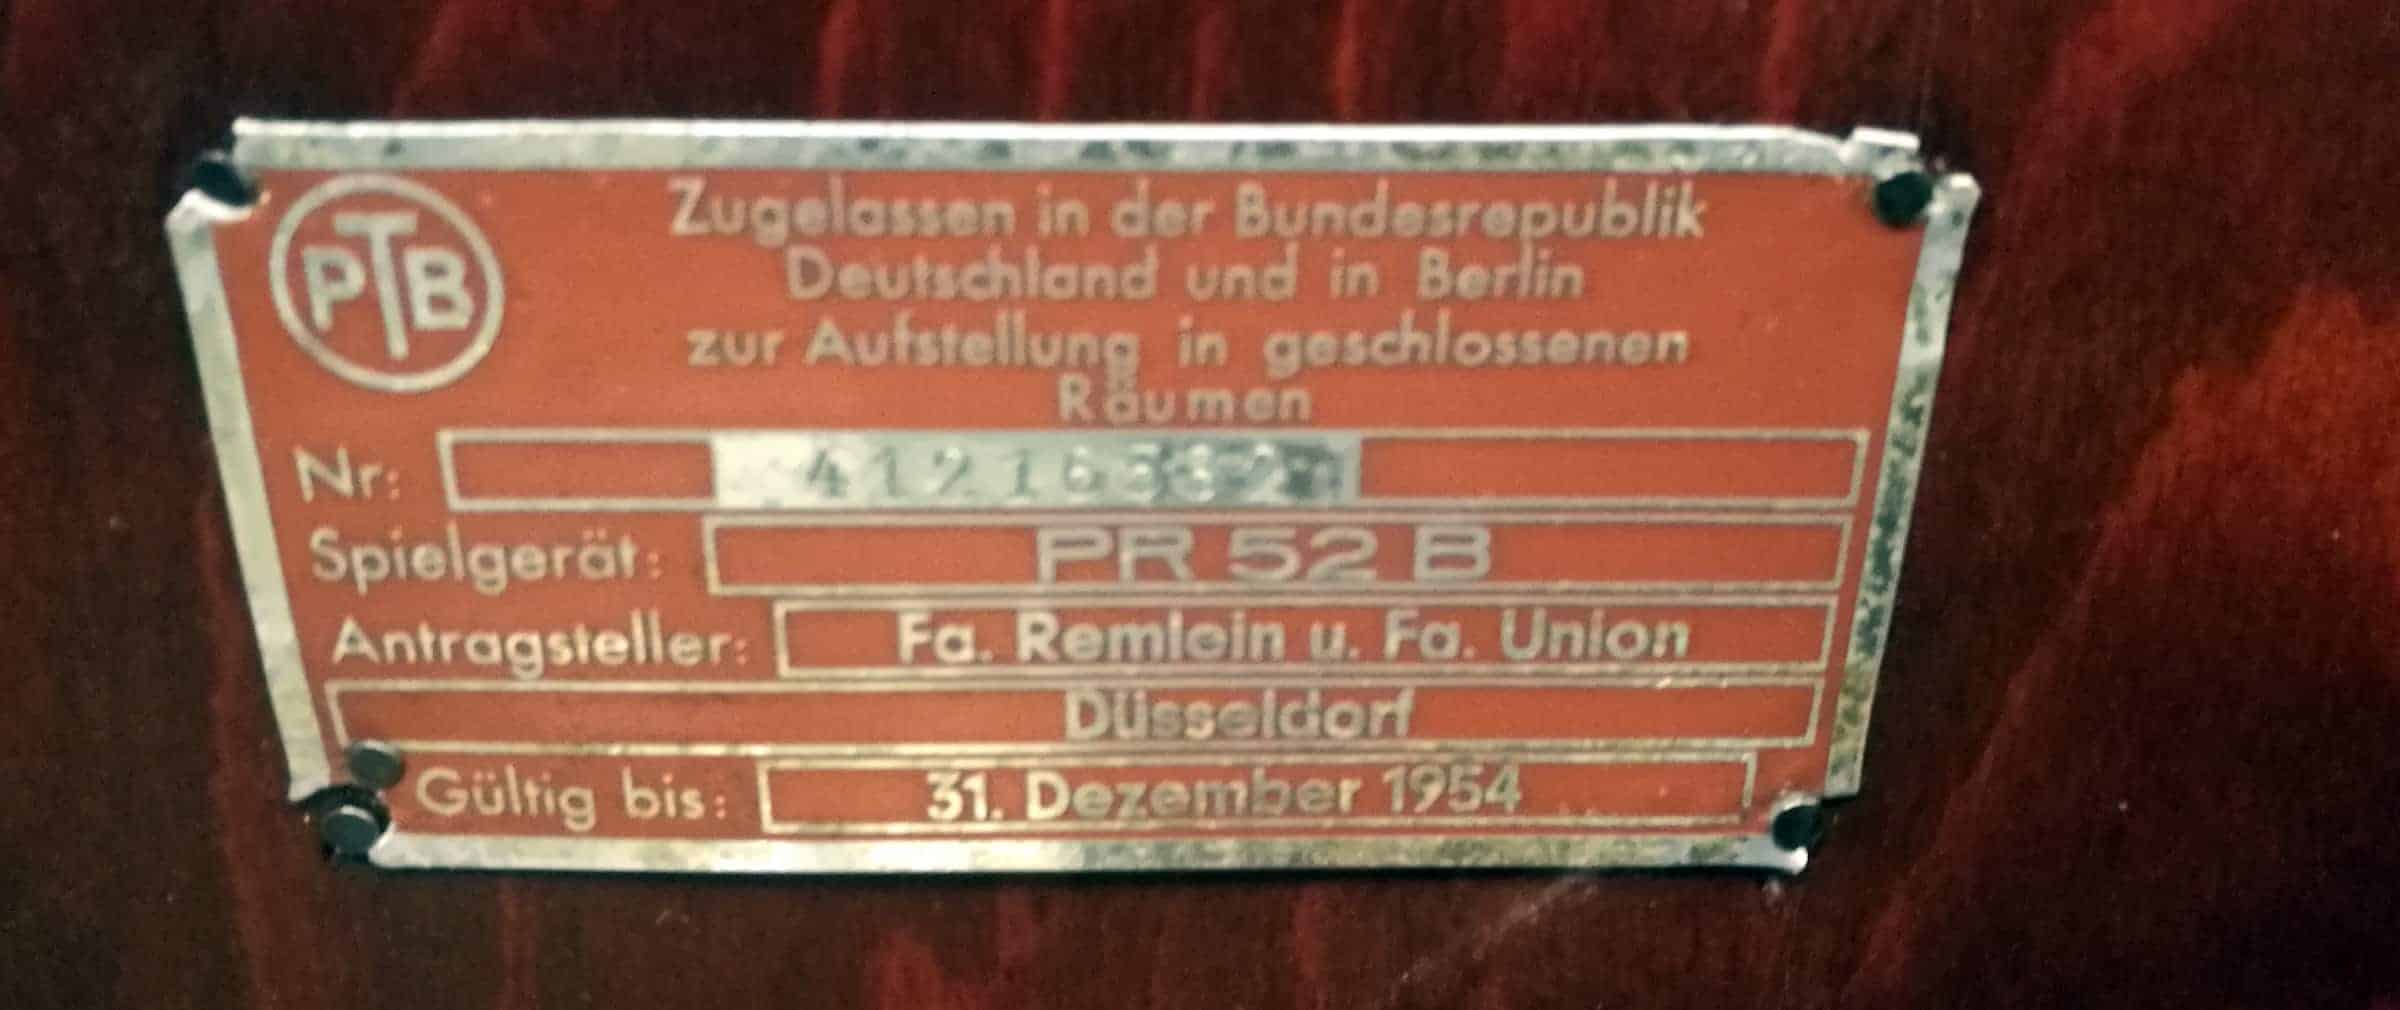 PTB
Zugelassen in der Bundesrepublik
Deutschland und in Berlin
zur Aufstellung in geschlossenen
Räumen
Nr:
Spielgerät: PR 52 B
Antragsteller: Fa. Remlein u. Fa. Union
Düsseldorf
Gültig bis: 31. Dezember 1954